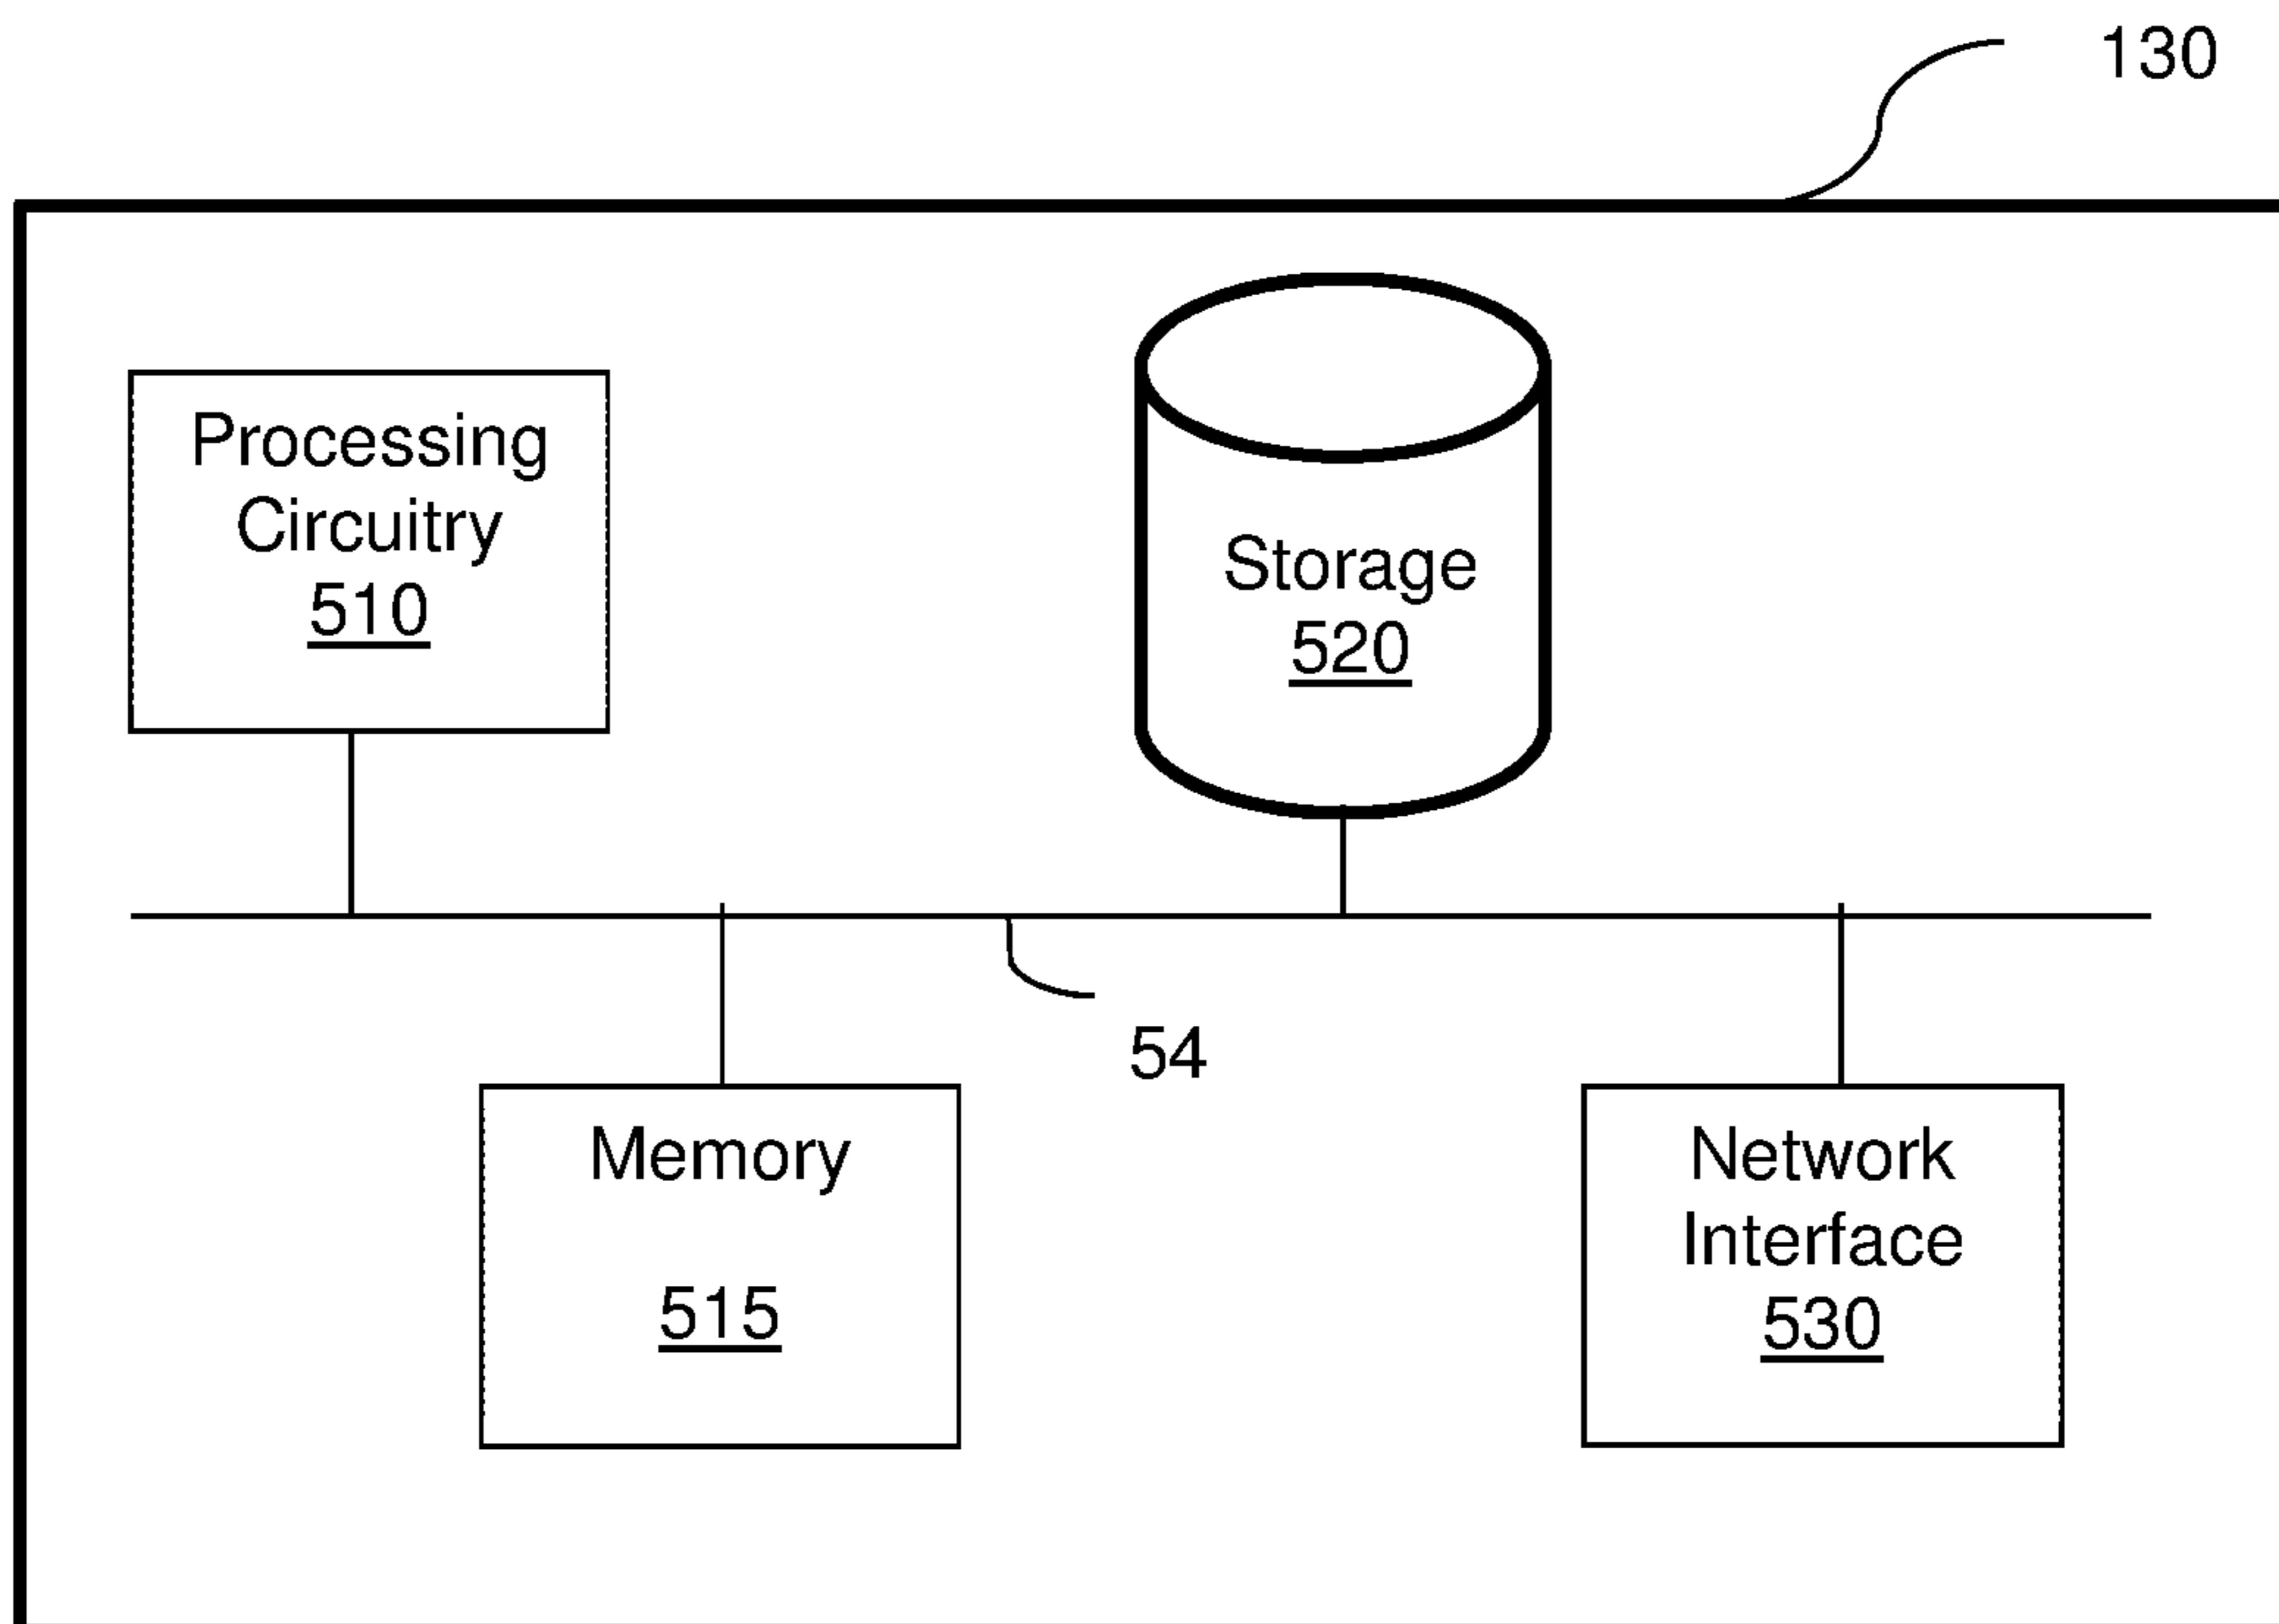 130
Processing
Circuitry
510
Storage
520
54
Memory
515
Network
Interface
530